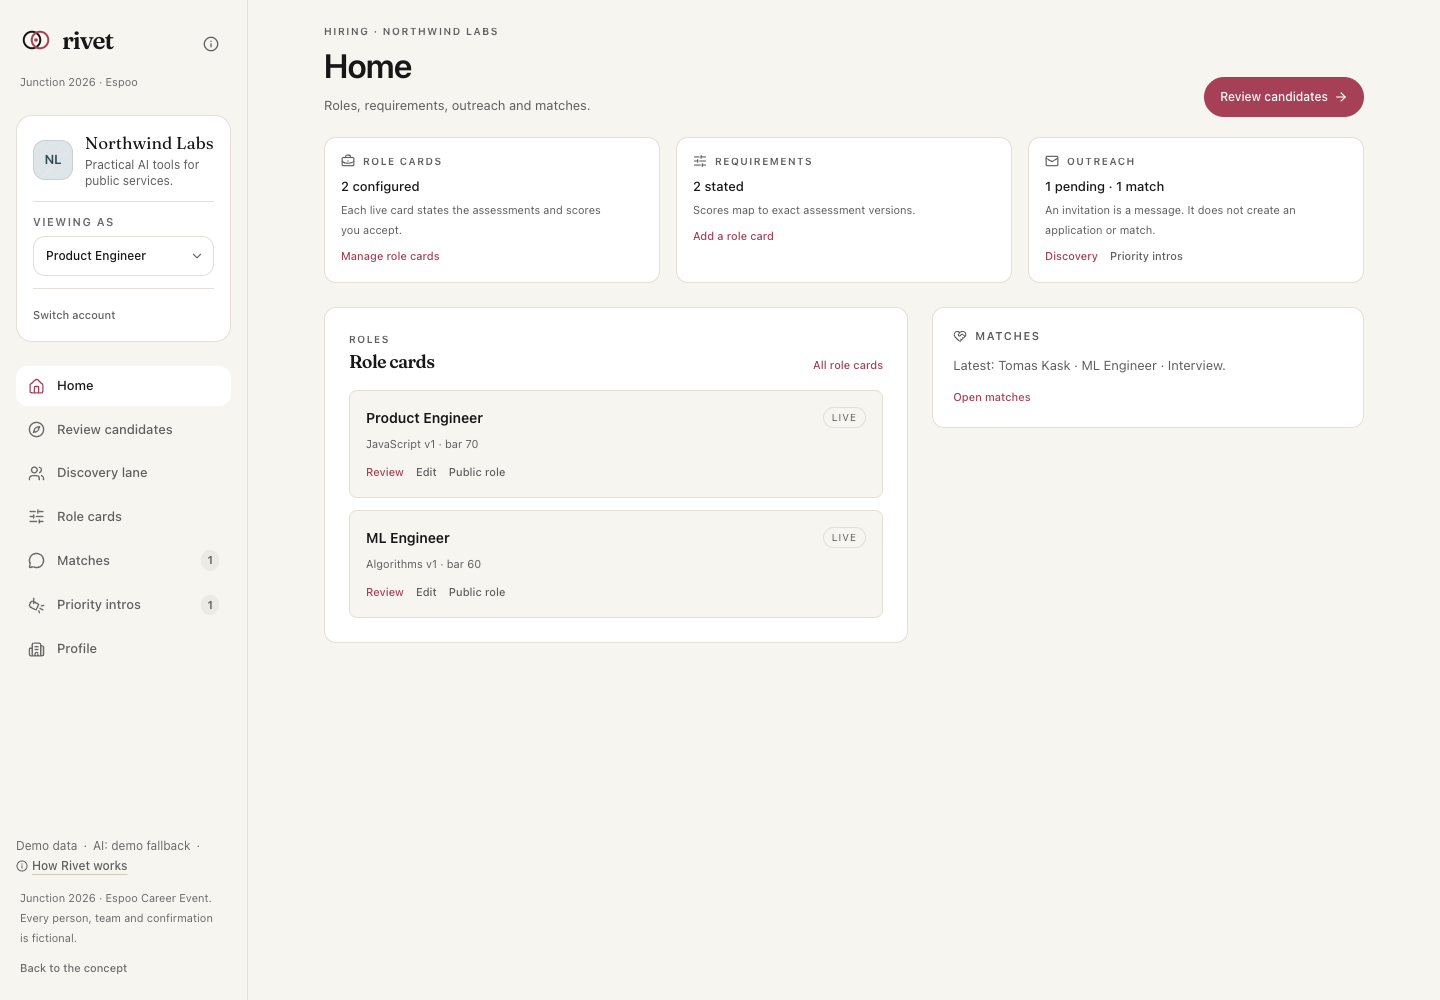 rivet
Junction 2026 · Espoo
NL
Northwind Labs
Practical AI tools for
public services.
VIEWING AS
Product Engineer
Switch account
Home
Review candidates
Discovery lane
Role cards
Matches 1
Priority intros 1
Profile
Demo data · AI: demo fallback ·
How Rivet works
Junction 2026 · Espoo Career Event.
Every person, team and confirmation
is fictional.
Back to the concept
HIRING · NORTHWIND LABS
Home
Roles, requirements, outreach and matches.
Review candidates
ROLE CARDS
2 configured
Each live card states the assessments and scores
you accept.
Manage role cards
REQUIREMENTS
2 stated
Scores map to exact assessment versions.
Add a role card
OUTREACH
1 pending · 1 match
An invitation is a message. It does not create an
application or match.
Discovery Priority intros
ROLES
Role cards
All role cards
Product Engineer
LIVE
JavaScript v1 · bar 70
Review Edit Public role
ML Engineer
LIVE
Algorithms v1 · bar 60
Review Edit Public role
MATCHES
Latest: Tomas Kask · ML Engineer · Interview.
Open matches